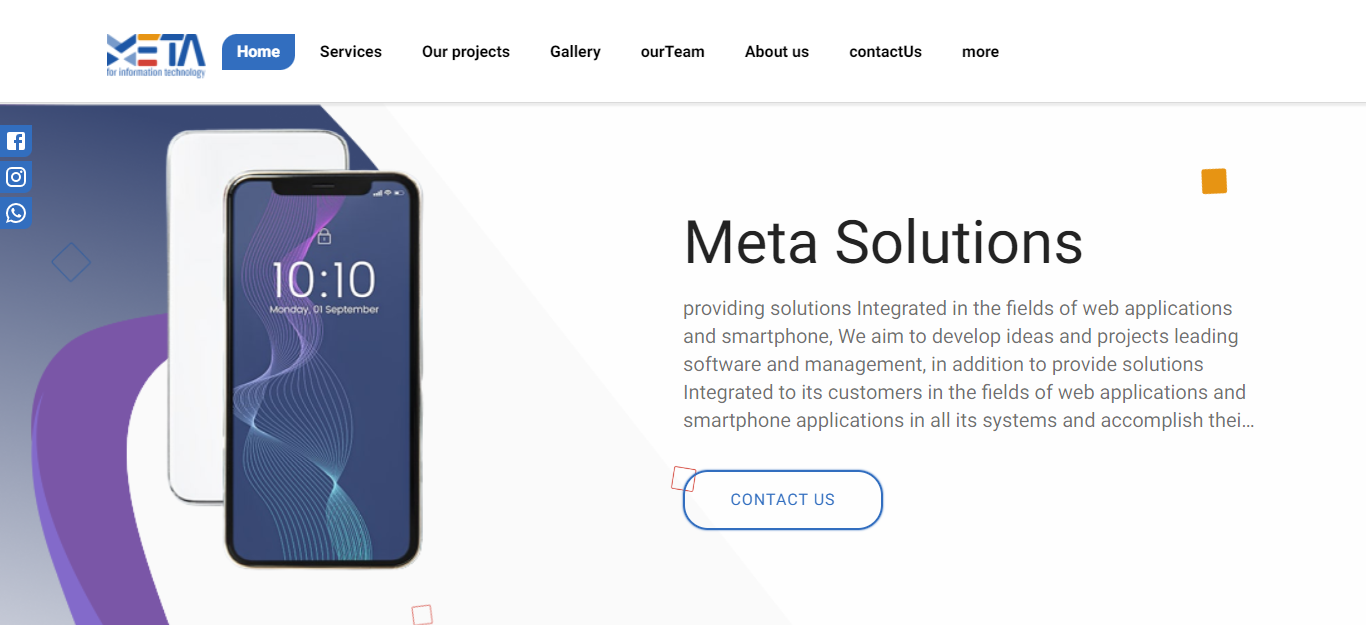 META
for information technology
Home Services Our projects Gallery ourTeam About us contactUs more
10:10
Monday, 01 September
Meta Solutions
providing solutions Integrated in the fields of web applications
and smartphone, We aim to develop ideas and projects leading
software and management, in addition to provide solutions
Integrated to its customers in the fields of web applications and
smartphone applications in all its systems and accomplish thei...
CONTACT US